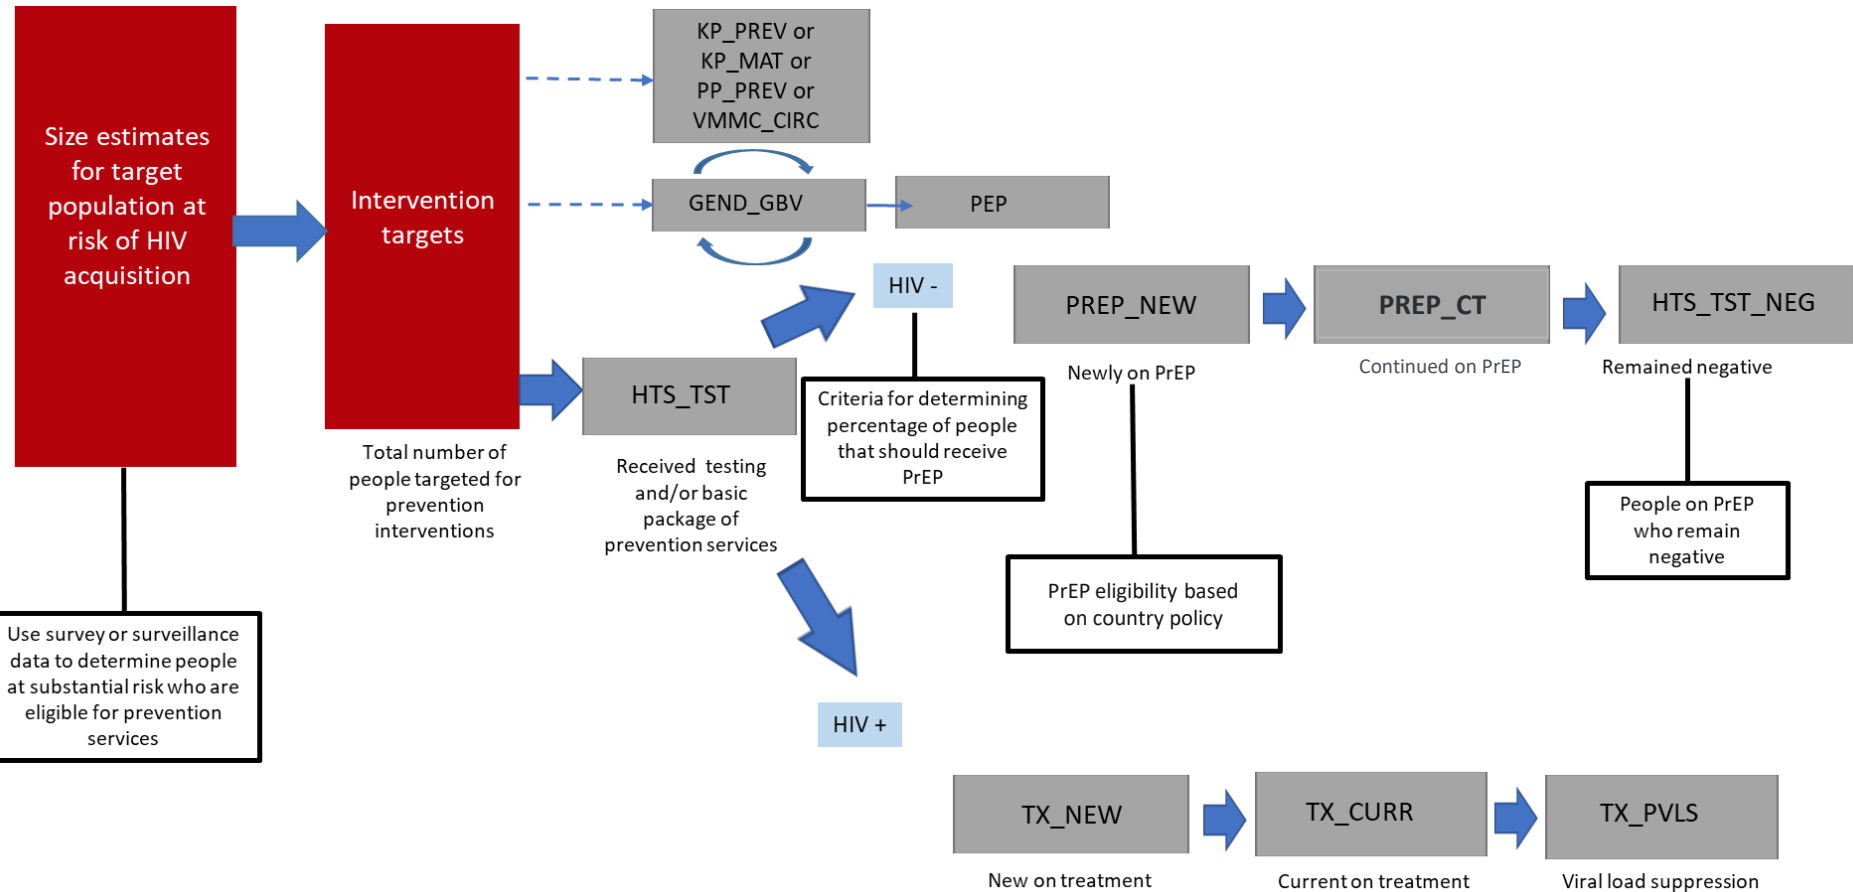 Size estimates
for target
population at
risk of HIV
acquisition
Intervention
targets
KP_PREV or
KP_MAT or
PP_PREV or
VMMC_CIRC
GEND_GBV
PEP
HIV -
PREP_NEW
PREP_CT
HTS_TST_NEG
Newly on PrEP
Continued on PrEP
Remained negative
HTS_TST
Criteria for determining
percentage of people
that should receive
PrEP
Total number of
people targeted for
prevention
interventions
Received testing
and/or basic
package of
prevention services
People on PrEP
who remain
negative
PrEP eligibility based
on country policy
Use survey or surveillance
data to determine people
at substantial risk who are
eligible for prevention
services
HIV +
TX_NEW
TX_CURR
TX_PVLS
New on treatment
Current on treatment
Viral load suppression